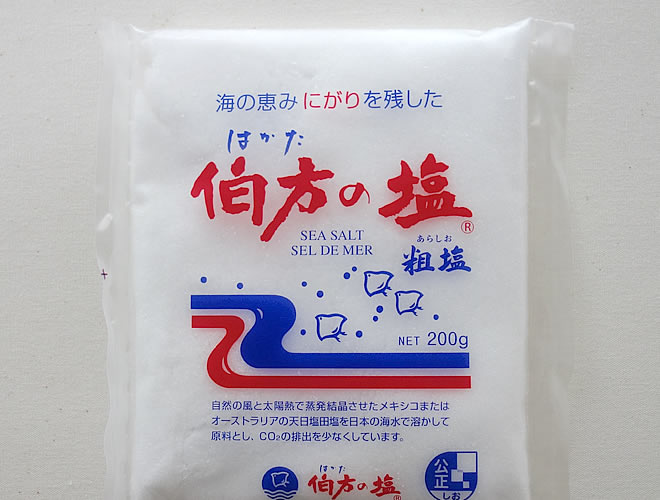 海の恵み にがりを残した
はかた
伯方の塩®
SEA SALT
SEL DE MER
あらしお
粗塩
NET 200g
自然の風と太陽熱で蒸発結晶させたメキシコまたは
オーストラリアの天日塩田塩を日本の海水で溶かして
原料とし、CO₂の排出を少なくしています。
はかた
伯方の塩®
公正
しお